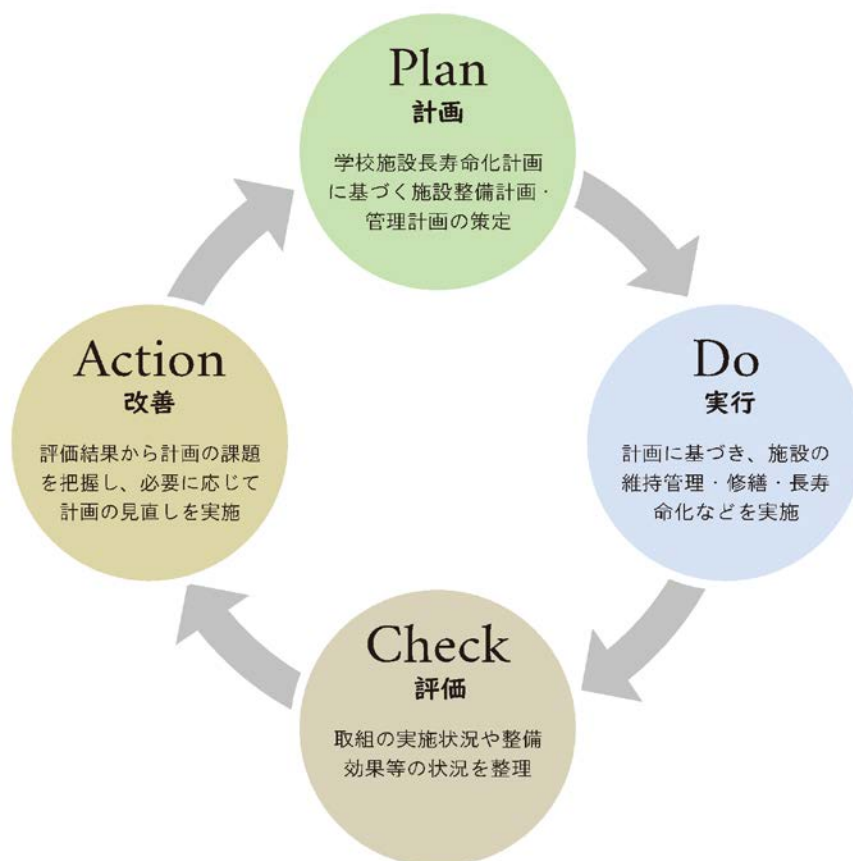 Plan
計画
学校施設長寿命化計画
に基づく施設整備計画・
管理計画の策定
Do
実行
計画に基づき、施設の
維持管理・修繕・長寿
命化などを実施
Check
評価
取組の実施状況や整備
効果等の状況を整理
Action
改善
評価結果から計画の課題
を把握し、必要に応じて
計画の見直しを実施